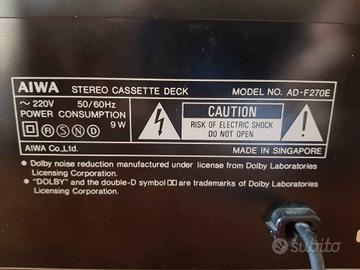 AIWA STEREO CASSETTE DECK MODEL NO. AD-F270E
~ 220V 50/60Hz
POWER CONSUMPTION
9 W
S N D
AIWA Co.,Ltd.
CAUTION
RISK OF ELECTRIC SHOCK
DO NOT OPEN
MADE IN SINGAPORE
● Dolby noise reduction manufactured under license from Dolby Laboratories
Licensing Corporation.
● "DOLBY" and the double-D symbol are trademarks of Dolby Laboratories
Licensing Corporation.
subito